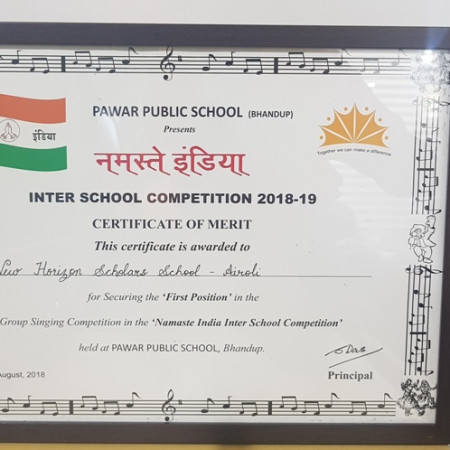 PAWAR PUBLIC SCHOOL (BHANDUP)
Presents
इंडिया
नमस्ते इंडिया
Together we can make a difference
INTER SCHOOL COMPETITION 2018-19
CERTIFICATE OF MERIT
This certificate is awarded to
New Horizon Scholars School - Airoli
for Securing the ‘First Position’ in the
Group Singing Competition in the ‘Namaste India Inter School Competition’
held at PAWAR PUBLIC SCHOOL, Bhandup.
August, 2018
Principal